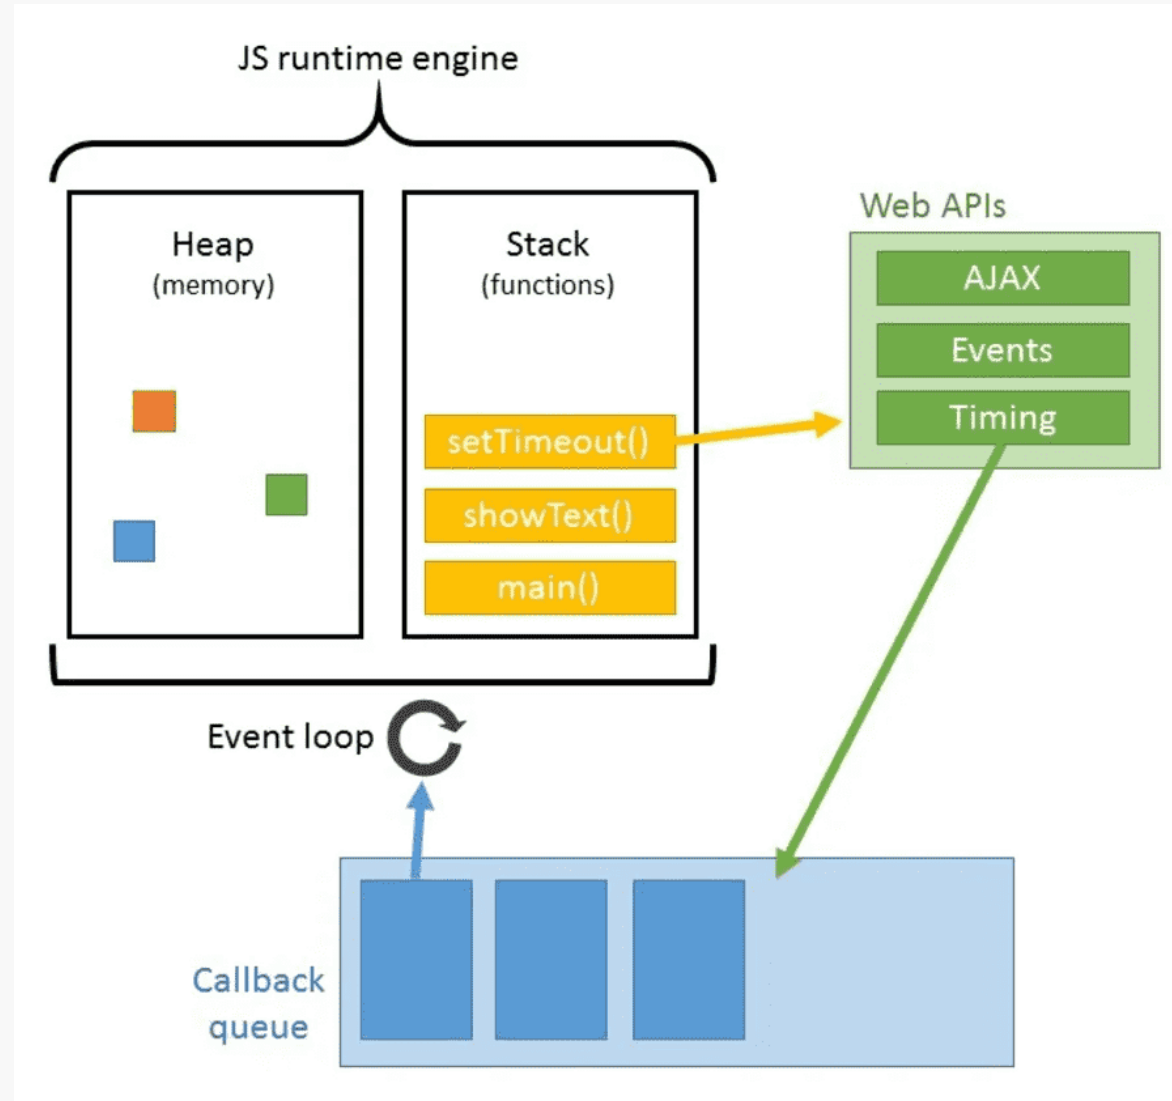 JS runtime engine
Heap
(memory)
Stack
(functions)
setTimeout()
showText()
main()
Web APIs
AJAX
Events
Timing
Event loop
Callback
queue